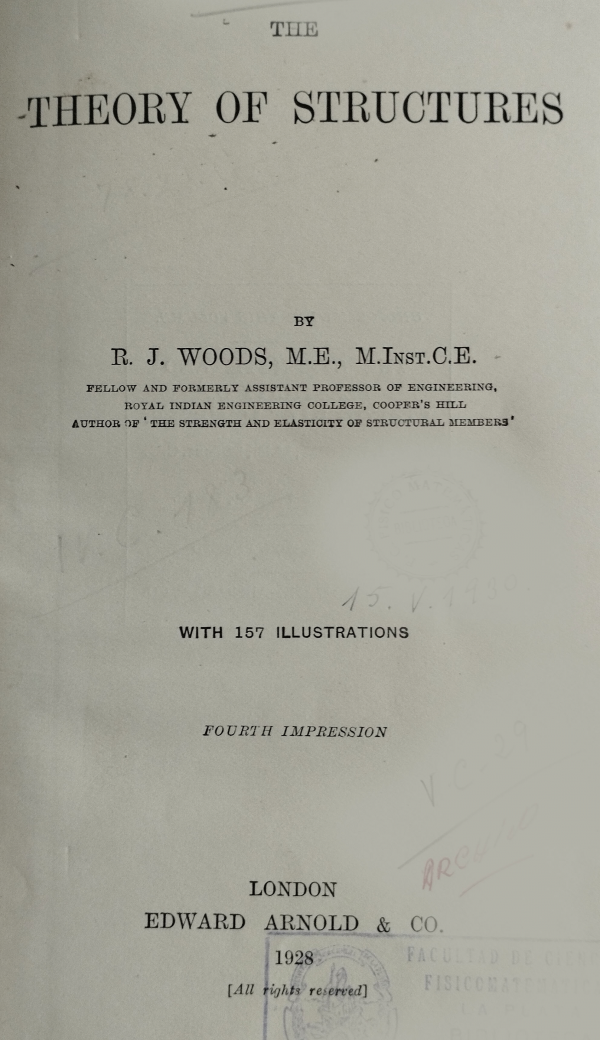 THE
THEORY OF STRUCTURES
BY
R. J. WOODS, M.E., M.INST.C.E.
FELLOW AND FORMERLY ASSISTANT PROFESSOR OF ENGINEERING,
ROYAL INDIAN ENGINEERING COLLEGE, COOPER'S HILL
AUTHOR OF 'THE STRENGTH AND ELASTICITY OF STRUCTURAL MEMBERS'
WITH 157 ILLUSTRATIONS
FOURTH IMPRESSION
LONDON
EDWARD ARNOLD & CO.
1928
[All rights reserved]
FACULTAD DE